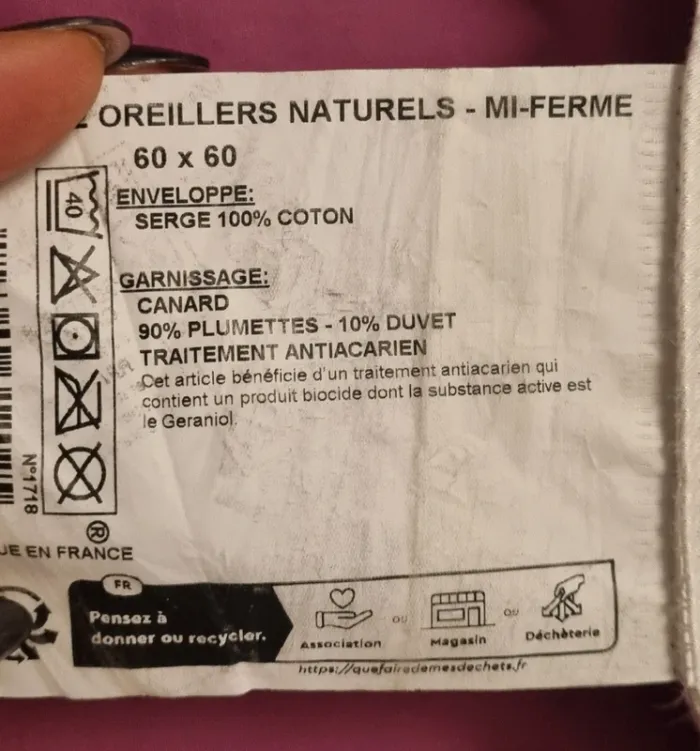 2 OREILLERS NATURELS - MI-FERME
60 x 60
ENVELOPPE:
SERGE 100% COTON
40
GARNISSAGE:
CANARD
90% PLUMETTES - 10% DUVET
TRAITEMENT ANTIACARIEN
Cet article bénéficie d'un traitement antiacarien qui
contient un produit biocide dont la substance active est
le Geraniol.
N°1718
®
UE EN FRANCE
FR
Pensez à
donner ou recycler.
Association
ou
Magasin
ou
Déchèterie
https://quefairedemesdechets.fr